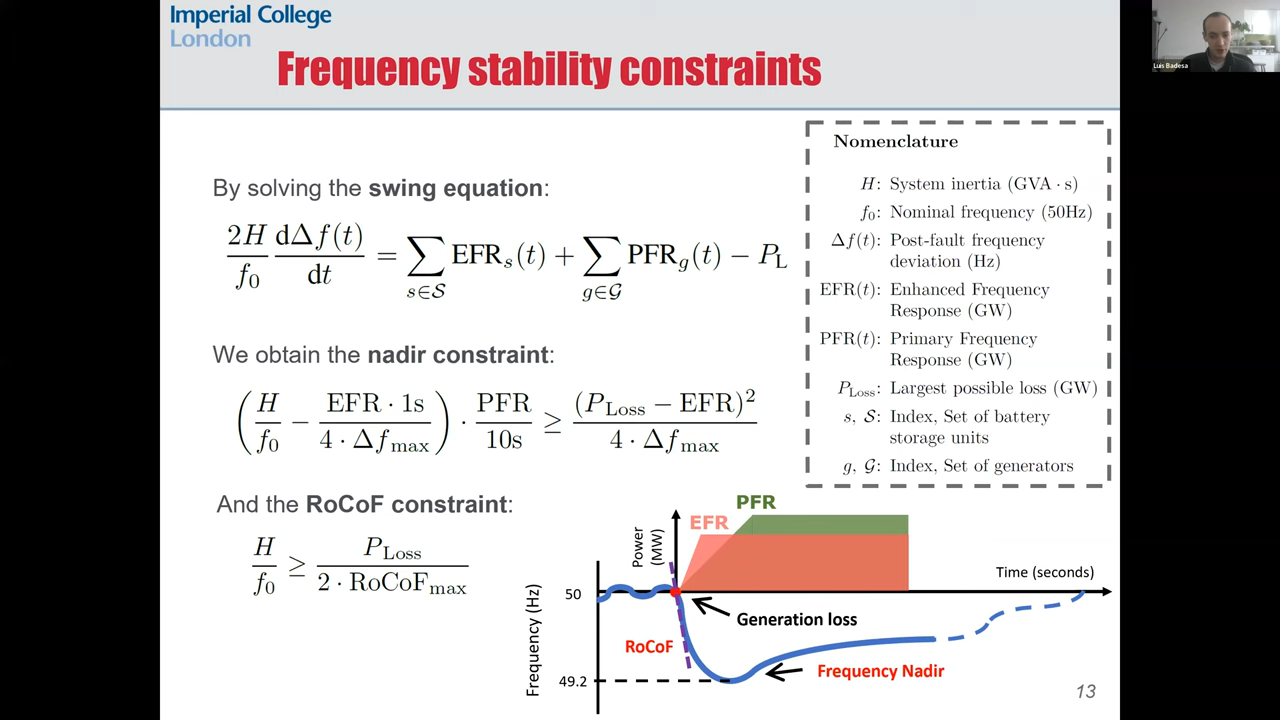 Imperial College
London
Frequency stability constraints
Luis Badesa
By solving the swing equation:
2H/f₀ dΔf(t)/dt = ∑_{s∈𝒮} EFRₛ(t) + ∑_{g∈𝒢} PFR_g(t) − P_L
We obtain the nadir constraint:
(H/f₀ − EFR · 1s/4 · Δf_max) · PFR/10s ≥ (P_Loss − EFR)²/4 · Δf_max
And the RoCoF constraint:
H/f₀ ≥ P_Loss/2 · RoCoF_max
Nomenclature
H: System inertia (GVA · s)
f₀: Nominal frequency (50Hz)
Δf(t): Post-fault frequency
deviation (Hz)
EFR(t): Enhanced Frequency
Response (GW)
PFR(t): Primary Frequency
Response (GW)
P_Loss: Largest possible loss (GW)
s, 𝒮: Index, Set of battery
storage units
g, 𝒢: Index, Set of generators
PFR
EFR
Power
(MW)
Time (seconds)
Frequency (Hz)
50
Generation loss
RoCoF
Frequency Nadir
49.2
13